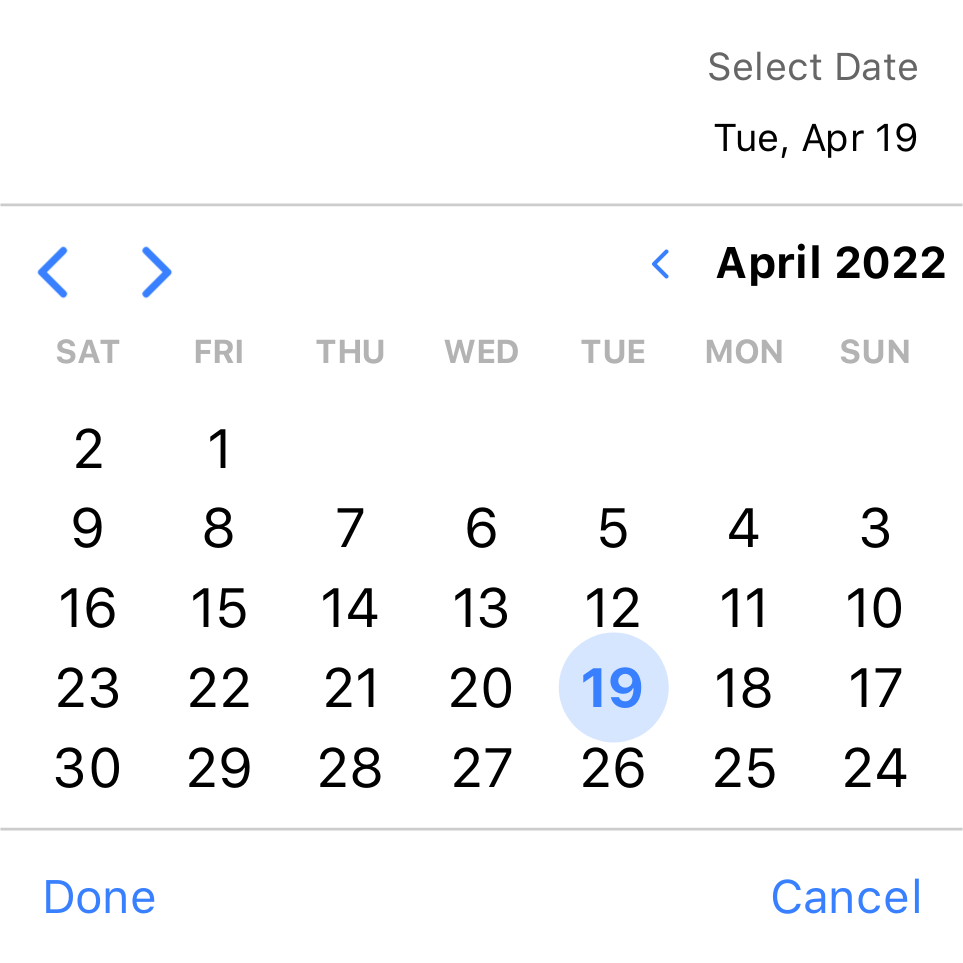 Select Date
Tue, Apr 19
April 2022
SAT FRI THU WED TUE MON SUN
2 1
9 8 7 6 5 4 3
16 15 14 13 12 11 10
23 22 21 20 19 18 17
30 29 28 27 26 25 24
Done Cancel